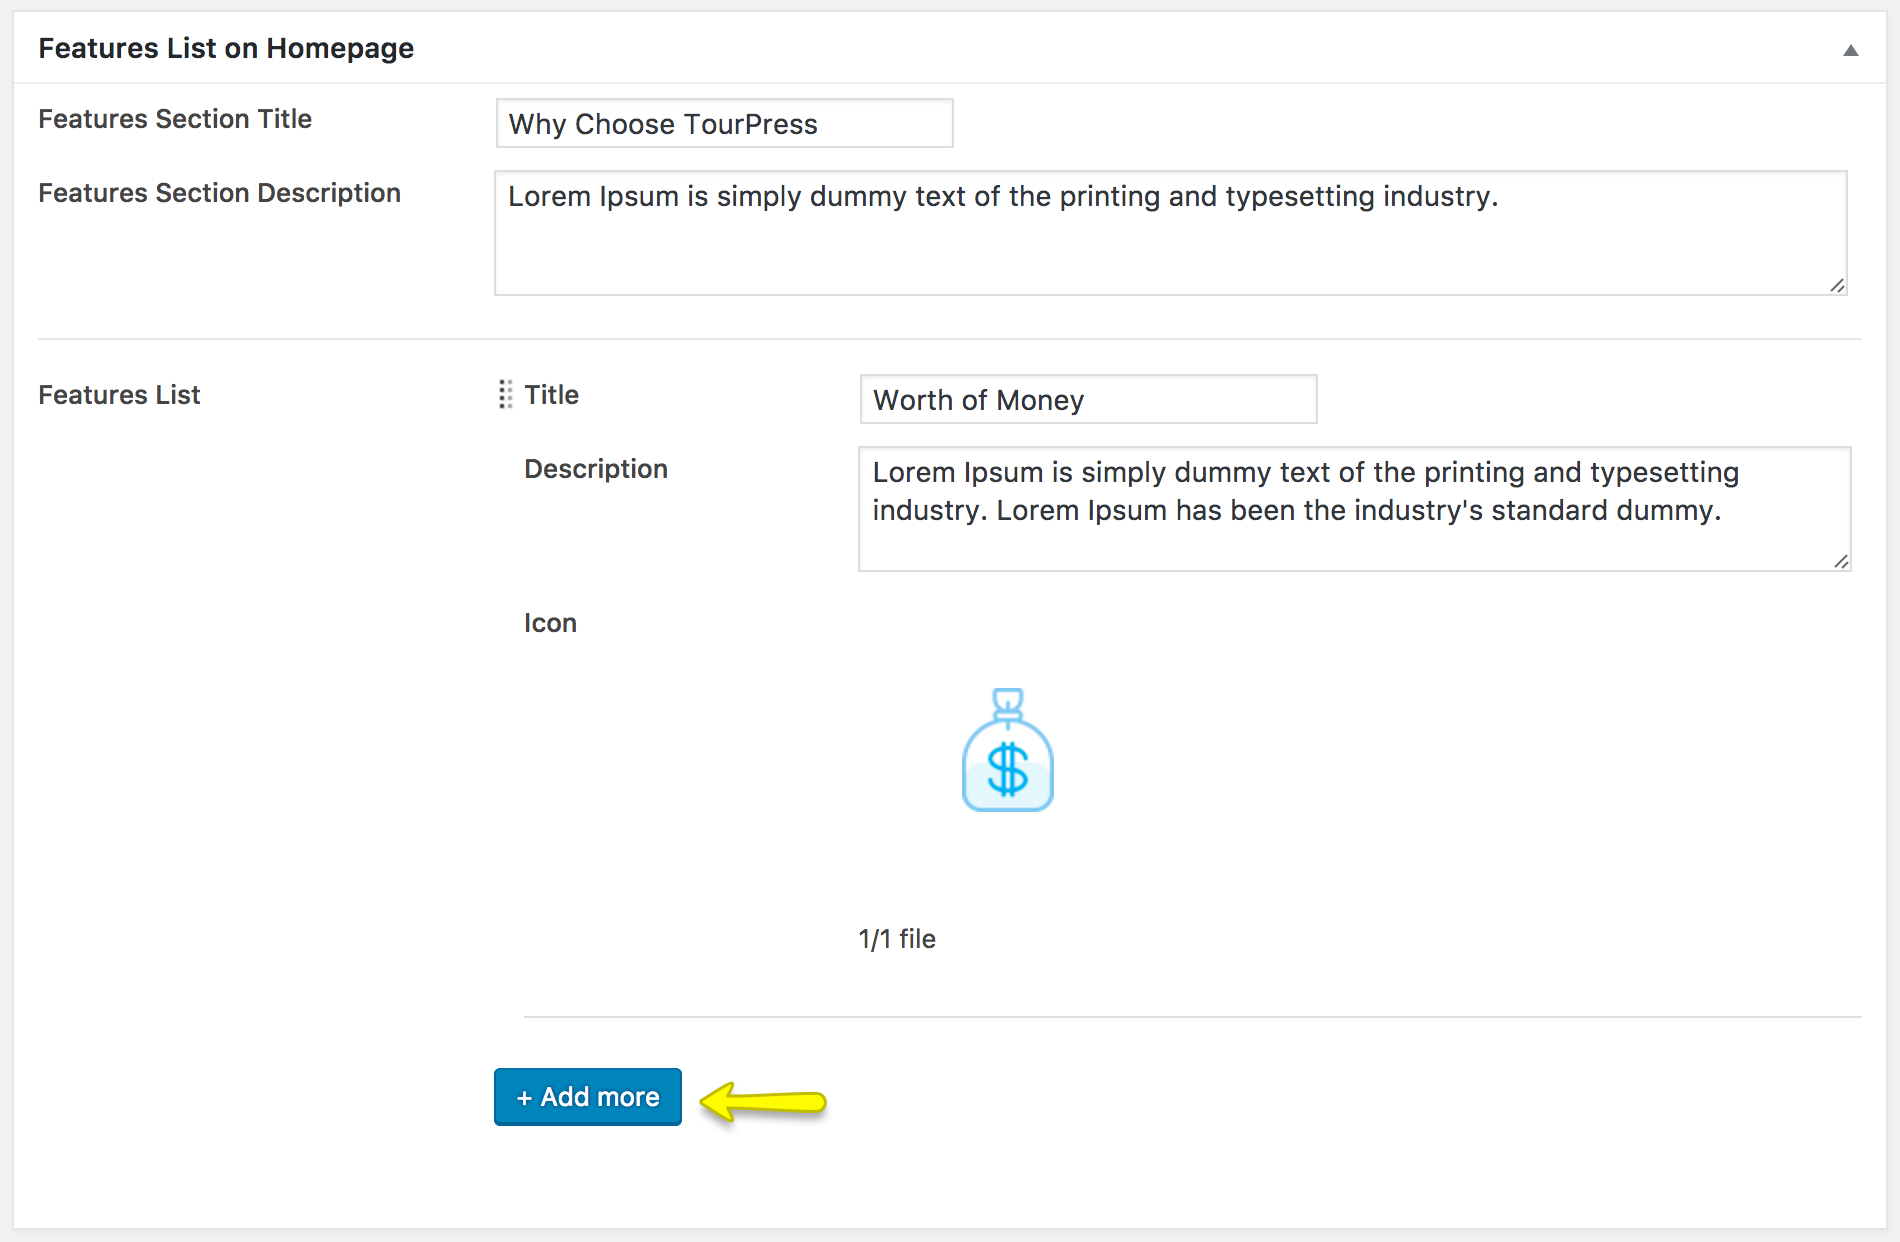 Features List on Homepage
Features Section Title
Why Choose TourPress
Features Section Description
Lorem Ipsum is simply dummy text of the printing and typesetting industry.
Features List
Title
Worth of Money
Description
Lorem Ipsum is simply dummy text of the printing and typesetting
industry. Lorem Ipsum has been the industry's standard dummy.
Icon
$
1/1 file
+ Add more